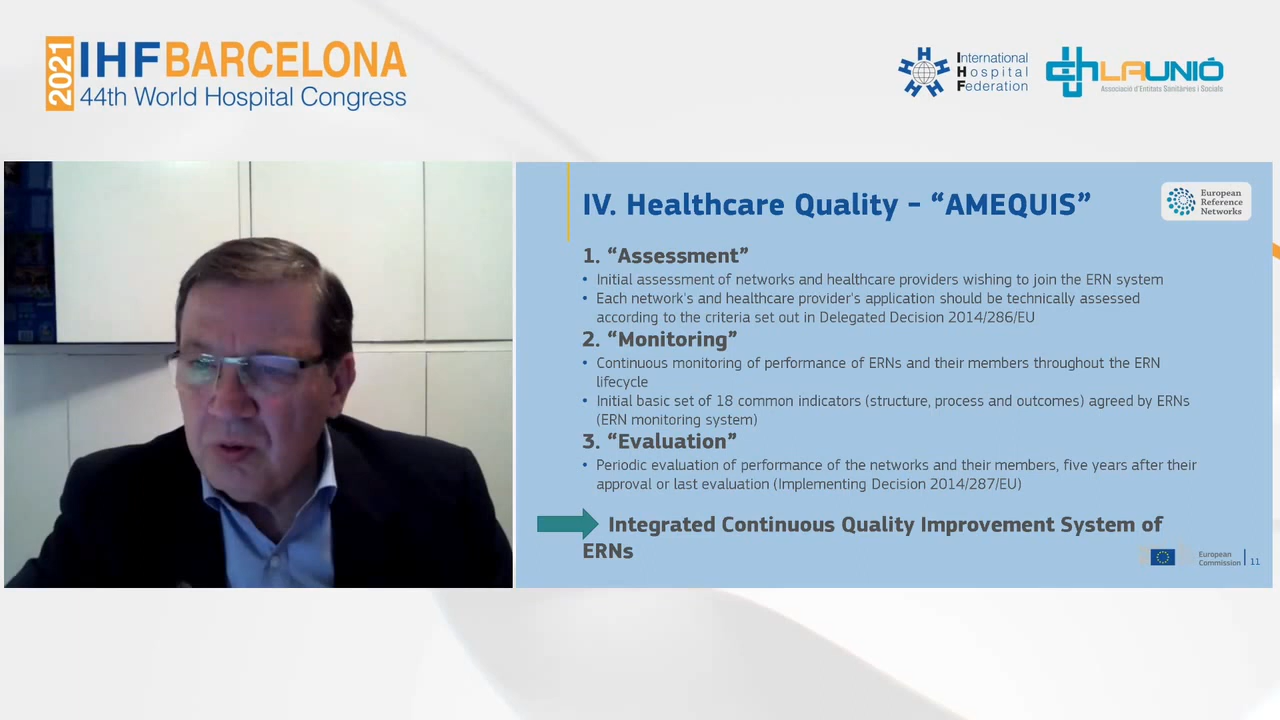 2021
IHF BARCELONA
44th World Hospital Congress
International
Hospital
Federation
LAUNIÓ
Associació d'Entitats Sanitàries i Socials
IV. Healthcare Quality – “AMEQUIS”
European
Reference
Networks
1. “Assessment”
• Initial assessment of networks and healthcare providers wishing to join the ERN system
• Each network's and healthcare provider's application should be technically assessed
according to the criteria set out in Delegated Decision 2014/286/EU
2. “Monitoring”
• Continuous monitoring of performance of ERNs and their members throughout the ERN
lifecycle
• Initial basic set of 18 common indicators (structure, process and outcomes) agreed by ERNs
(ERN monitoring system)
3. “Evaluation”
• Periodic evaluation of performance of the networks and their members, five years after their
approval or last evaluation (Implementing Decision 2014/287/EU)
Integrated Continuous Quality Improvement System of
ERNs
European
Commission
11